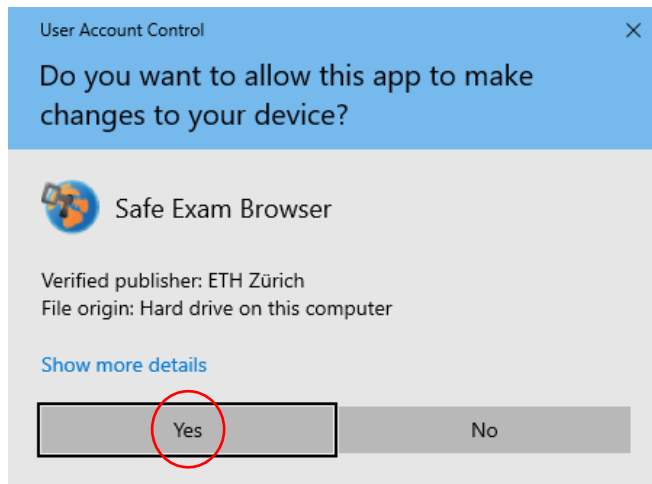 User Account Control
Do you want to allow this app to make
changes to your device?
Safe Exam Browser
Verified publisher: ETH Zürich
File origin: Hard drive on this computer
Show more details
Yes No